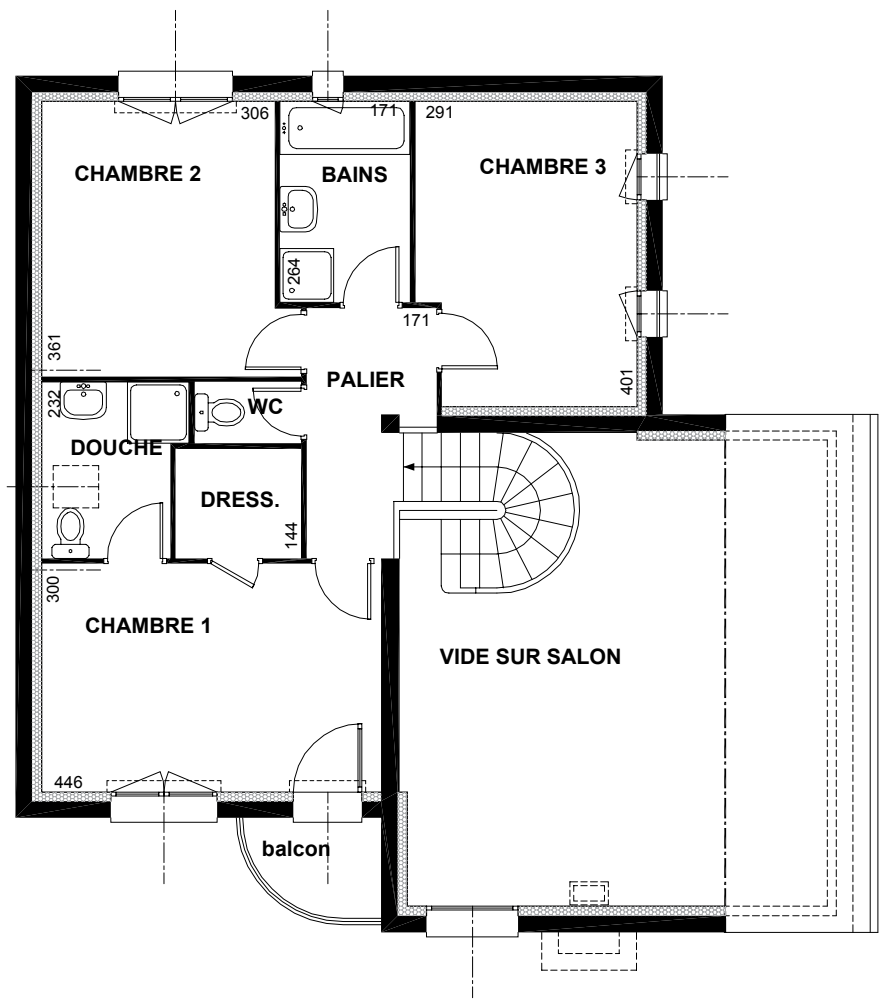 306
171
291
CHAMBRE 2
BAINS
CHAMBRE 3
264
171
361
PALIER
401
232
WC
DOUCHE
DRESS.
144
300
CHAMBRE 1
VIDE SUR SALON
446
balcon